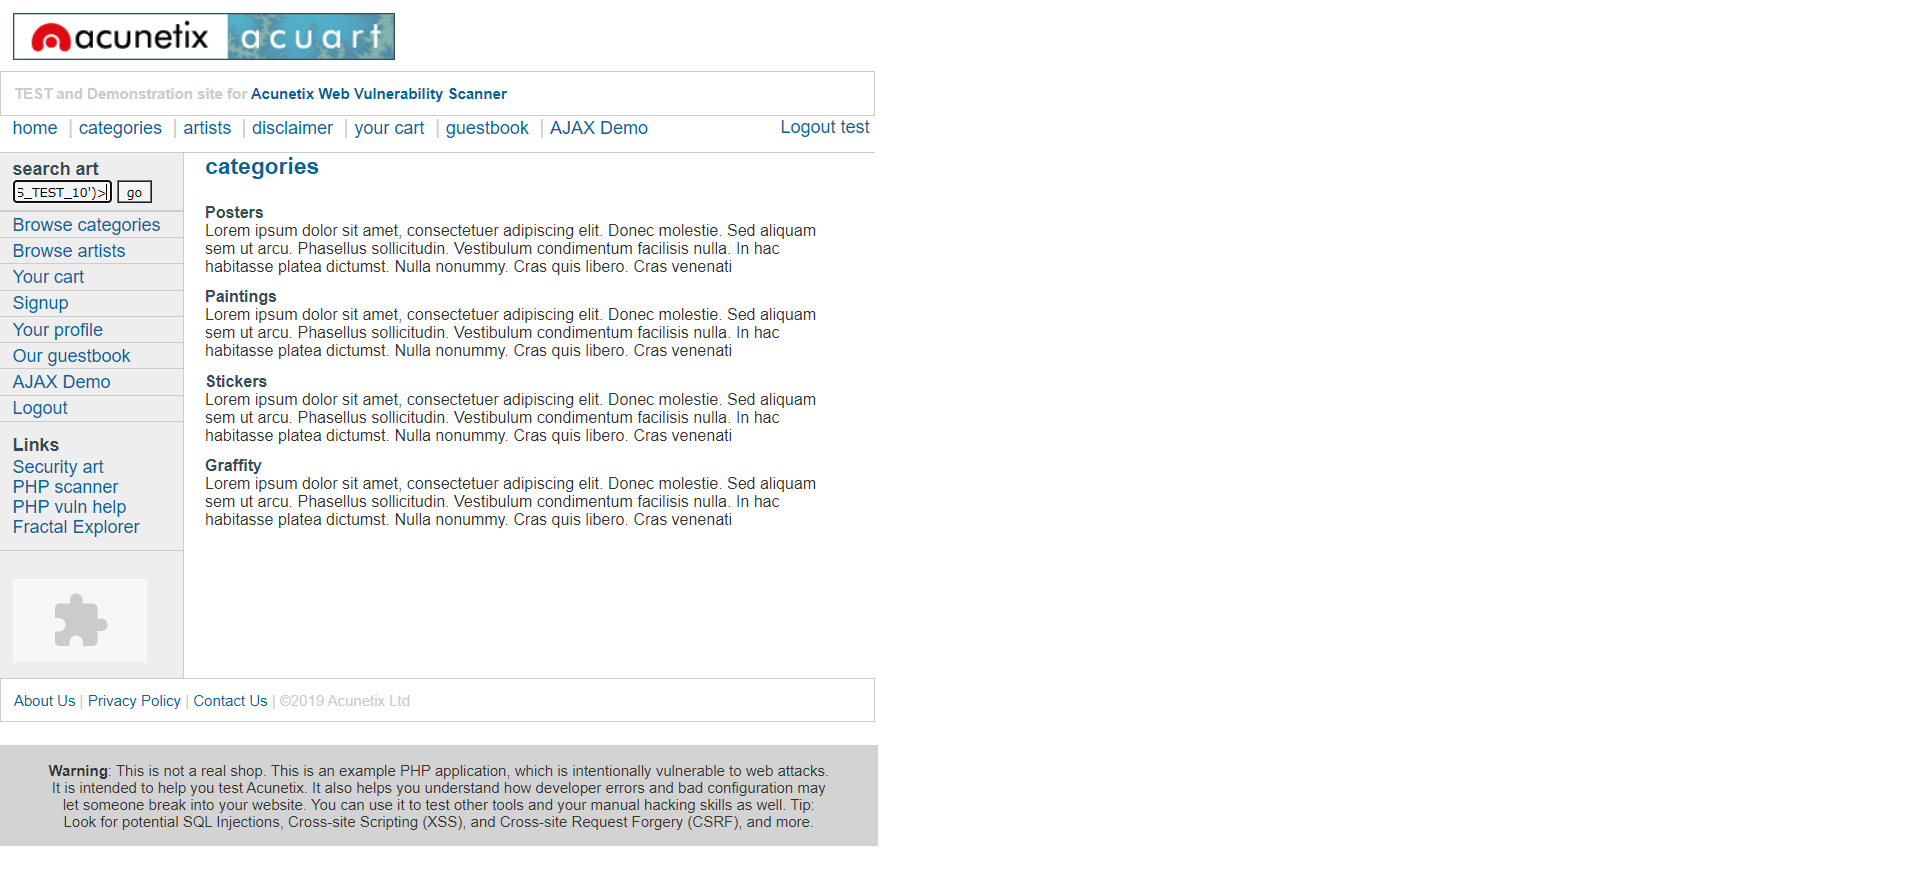 acunetix acuart
TEST and Demonstration site for Acunetix Web Vulnerability Scanner
home | categories | artists | disclaimer | your cart | guestbook | AJAX Demo
Logout test
search art
_TEST_10')>
go
Browse categories
Browse artists
Your cart
Signup
Your profile
Our guestbook
AJAX Demo
Logout
Links
Security art
PHP scanner
PHP vuln help
Fractal Explorer
categories
Posters
Lorem ipsum dolor sit amet, consectetuer adipiscing elit. Donec molestie. Sed aliquam
sem ut arcu. Phasellus sollicitudin. Vestibulum condimentum facilisis nulla. In hac
habitasse platea dictumst. Nulla nonummy. Cras quis libero. Cras venenati
Paintings
Lorem ipsum dolor sit amet, consectetuer adipiscing elit. Donec molestie. Sed aliquam
sem ut arcu. Phasellus sollicitudin. Vestibulum condimentum facilisis nulla. In hac
habitasse platea dictumst. Nulla nonummy. Cras quis libero. Cras venenati
Stickers
Lorem ipsum dolor sit amet, consectetuer adipiscing elit. Donec molestie. Sed aliquam
sem ut arcu. Phasellus sollicitudin. Vestibulum condimentum facilisis nulla. In hac
habitasse platea dictumst. Nulla nonummy. Cras quis libero. Cras venenati
Graffity
Lorem ipsum dolor sit amet, consectetuer adipiscing elit. Donec molestie. Sed aliquam
sem ut arcu. Phasellus sollicitudin. Vestibulum condimentum facilisis nulla. In hac
habitasse platea dictumst. Nulla nonummy. Cras quis libero. Cras venenati
About Us | Privacy Policy | Contact Us | ©2019 Acunetix Ltd
Warning: This is not a real shop. This is an example PHP application, which is intentionally vulnerable to web attacks.
It is intended to help you test Acunetix. It also helps you understand how developer errors and bad configuration may
let someone break into your website. You can use it to test other tools and your manual hacking skills as well. Tip:
Look for potential SQL Injections, Cross-site Scripting (XSS), and Cross-site Request Forgery (CSRF), and more.